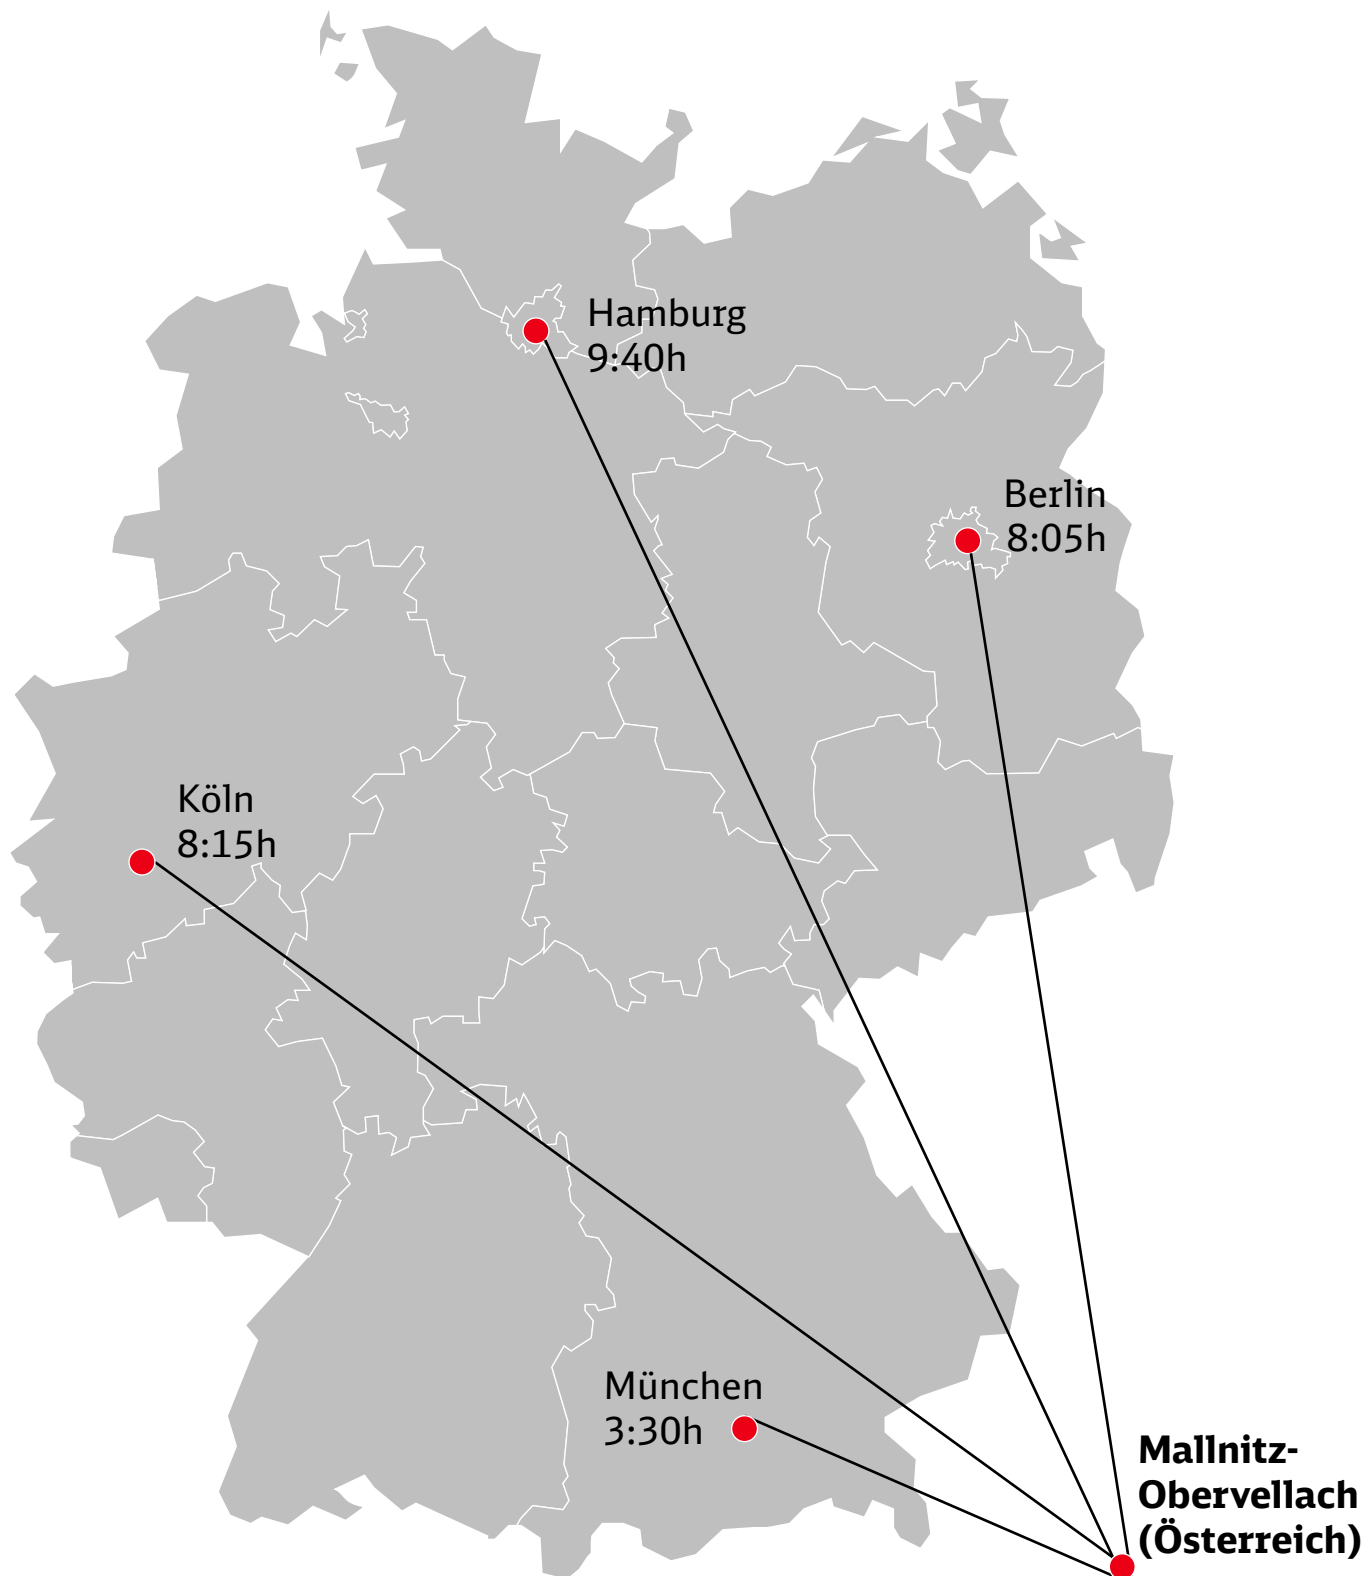 Hamburg
9:40h
Berlin
8:05h
Köln
8:15h
München
3:30h
Mallnitz-
Obervellach
(Österreich)